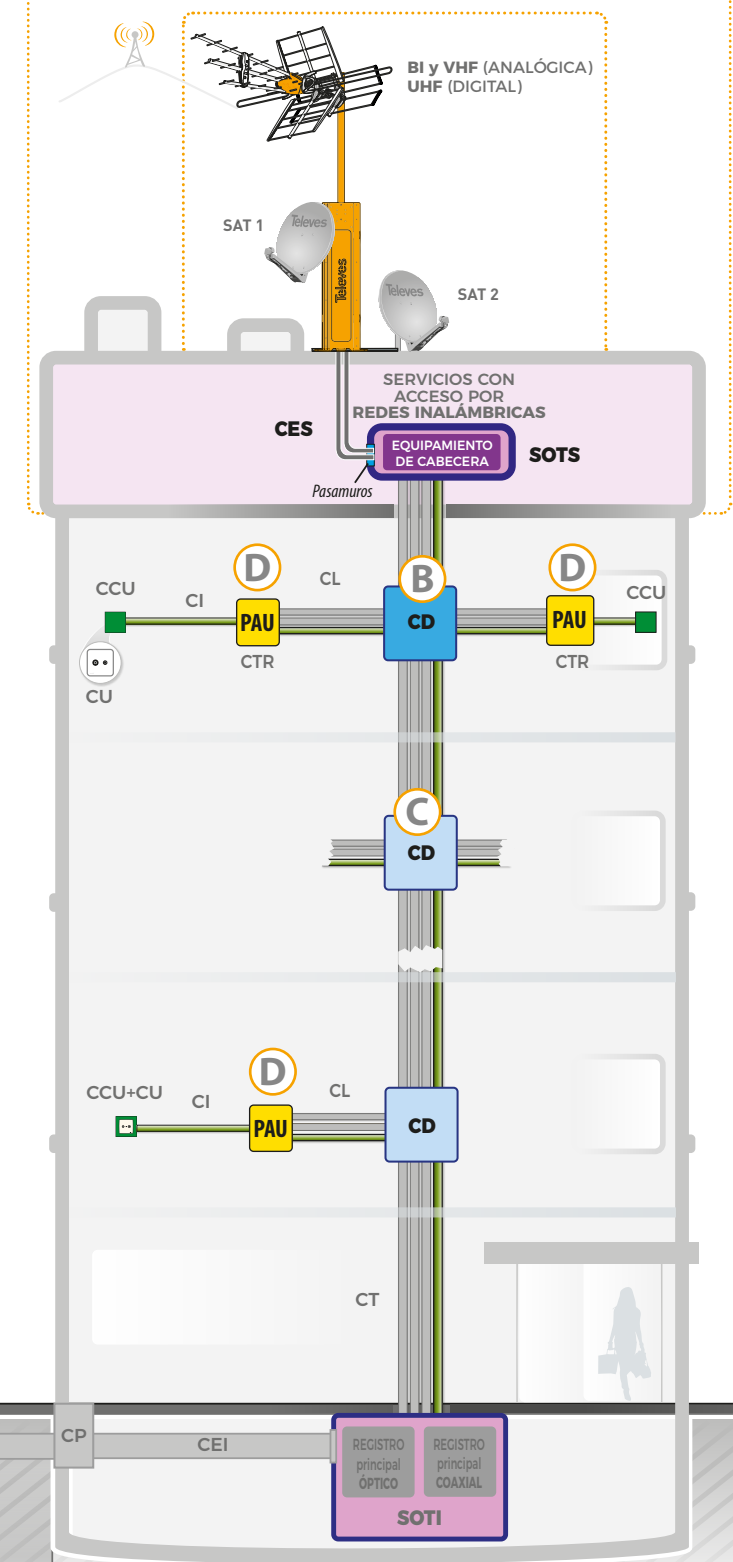 BI y VHF (ANALÓGICA)
UHF (DIGITAL)
SAT 1
Televes
Televes
Televes
SAT 2
SERVICIOS CON
ACCESO POR
REDES INALÁMBRICAS
CES
EQUIPAMIENTO
DE CABECERA
SOTS
Pasamuros
D
CL
B
D
CCU
CI
PAU
CD
PAU
CCU
CTR
CTR
CU
C
CD
D
CCU+CU
CI
CL
PAU
CD
CT
CP
CEI
REGISTRO
principal
ÓPTICO
REGISTRO
principal
COAXIAL
SOTI